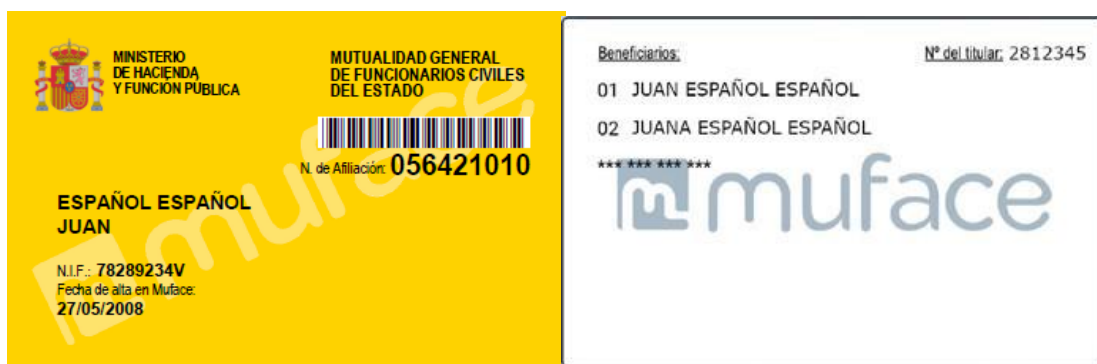 MINISTERIO
DE HACIENDA
Y FUNCIÓN PÚBLICA
MUTUALIDAD GENERAL
DE FUNCIONARIOS CIVILES
DEL ESTADO
N. de Afiliación: 056421010
ESPAÑOL ESPAÑOL
JUAN
N.I.F.: 78289234V
Fecha de alta en Muface:
27/05/2008
muface
Beneficiarios: Nº del titular: 2812345
01 JUAN ESPAÑOL ESPAÑOL
02 JUANA ESPAÑOL ESPAÑOL
*** *** *** ***
muface